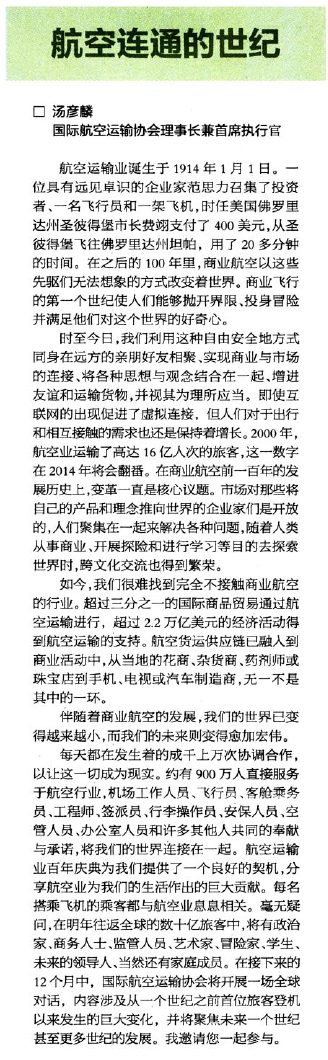 航空连通的世纪
□ 汤彦麟
国际航空运输协会理事长兼首席执行官
航空运输业诞生于1914年1月1日。一
位具有远见卓识的企业家范思力召集了投资
者、一名飞行员和一架飞机,时任美国佛罗里
达州圣彼得堡市长费翊支付了400美元,从圣
彼得堡飞往佛罗里达州坦帕，用了20多分钟
的时间。在之后的100年里,商业航空以这些
先驱们无法想象的方式改变着世界。商业飞行
的第一个世纪使人们能够抛开界限、投身冒险
并满足他们对这个世界的好奇心。
时至今日,我们利用这种自由安全地方式
同身在远方的亲朋好友相聚、实现商业与市场
的连接、将各种思想与观念结合在一起、增进
友谊和运输货物,并视其为理所应当。即使互
联网的出现促进了虚拟连接，但人们对于出行
和相互接触的需求也还是保持着增长。2000年,
航空业运输了高达16亿人次的旅客,这一数字
在2014年将会翻番。在商业航空前一百年的发
展历史上,变革一直是核心议题。市场对那些将
自己的产品和理念推向世界的企业家们是开放
的,人们聚集在一起来解决各种问题,随着人类
从事商业、开展探险和进行学习等目的去探索
世界时,跨文化交流也得到繁荣。
如今,我们很难找到完全不接触商业航空
的行业。超过三分之一的国际商品贸易通过航
空运输进行，超过2.2万亿美元的经济活动得
到航空运输的支持。航空货运供应链已融入到
商业活动中,从当地的花商、杂货商、药剂师或
珠宝店到手机、电视或汽车制造商,无一不是
其中的一环。
伴随着商业航空的发展,我们的世界已变
得越来越小,而我们的未来则变得愈加宏伟。
每天都在发生着的成千上万次协调合作,
以让这一切成为现实。约有900万人直接服务
于航空行业,机场工作人员、飞行员、客舱乘务
员、工程师、签派员、行李操作员、安保人员、空
管人员、办公室人员和许多其他人共同的奉献
与承诺,将我们的世界连接在一起。航空运输
业百年庆典为我们提供了一个良好的契机,分
享航空业为我们的生活作出的巨大贡献。每名
搭乘飞机的乘客都与航空业息息相关。毫无疑
问,在明年往返全球的数十亿旅客中,将有政治
家、商务人士、监管人员、艺术家、冒险家、学生、
未来的领导人、当然还有家庭成员。在接下来的
12个月中，国际航空运输协会将开展一场全球
对话，内容涉及从一个世纪之前首位旅客登机
以来发生的巨大变化，并将聚焦未来一个世纪
甚至更多世纪的发展。我邀请您一起参与。